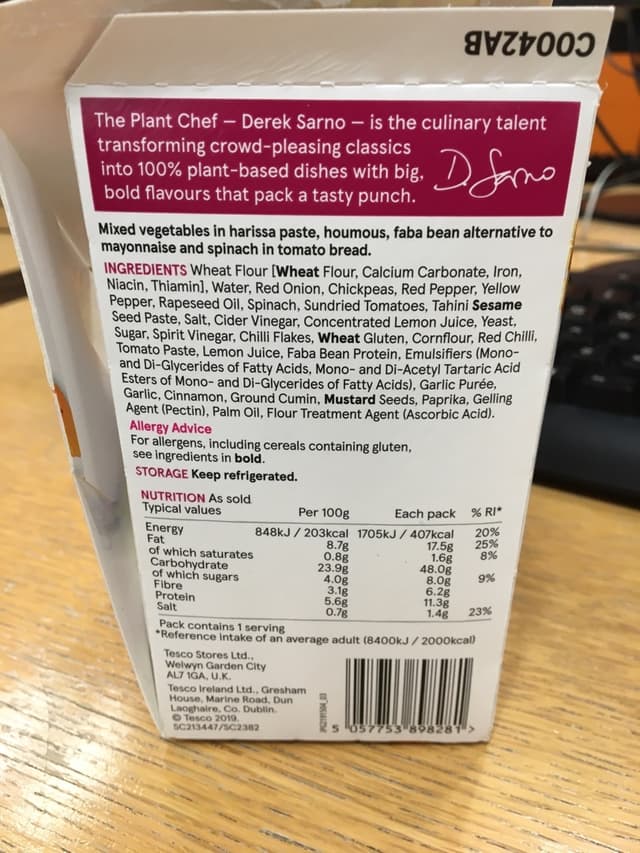 C0042AB
The Plant Chef – Derek Sarno – is the culinary talent
transforming crowd-pleasing classics
into 100% plant-based dishes with big,
bold flavours that pack a tasty punch.
D Sarno
Mixed vegetables in harissa paste, houmous, faba bean alternative to
mayonnaise and spinach in tomato bread.
INGREDIENTS Wheat Flour [Wheat Flour, Calcium Carbonate, Iron,
Niacin, Thiamin], Water, Red Onion, Chickpeas, Red Pepper, Yellow
Pepper, Rapeseed Oil, Spinach, Sundried Tomatoes, Tahini Sesame
Seed Paste, Salt, Cider Vinegar, Concentrated Lemon Juice, Yeast,
Sugar, Spirit Vinegar, Chilli Flakes, Wheat Gluten, Cornflour, Red Chilli,
Tomato Paste, Lemon Juice, Faba Bean Protein, Emulsifiers (Mono-
and Di-Glycerides of Fatty Acids, Mono- and Di-Acetyl Tartaric Acid
Esters of Mono- and Di-Glycerides of Fatty Acids), Garlic Purée,
Garlic, Cinnamon, Ground Cumin, Mustard Seeds, Paprika, Gelling
Agent (Pectin), Palm Oil, Flour Treatment Agent (Ascorbic Acid).
Allergy Advice
For allergens, including cereals containing gluten,
see ingredients in bold.
STORAGE Keep refrigerated.
NUTRITION As sold
Typical values Per 100g Each pack % RI*
Energy 848kJ / 203kcal 1705kJ / 407kcal 20%
Fat 8.7g 17.5g 25%
of which saturates 0.8g 1.6g 8%
Carbohydrate 23.9g 48.0g
of which sugars 4.0g 8.0g 9%
Fibre 3.1g 6.2g
Protein 5.6g 11.3g
Salt 0.7g 1.4g 23%
Pack contains 1 serving
*Reference intake of an average adult (8400kJ / 2000kcal)
Tesco Stores Ltd.,
Welwyn Garden City
AL7 1GA, U.K.
Tesco Ireland Ltd., Gresham
House, Marine Road, Dun
Laoghaire, Co. Dublin.
© Tesco 2019.
SC213447/SC2382
5 057753 898281 >